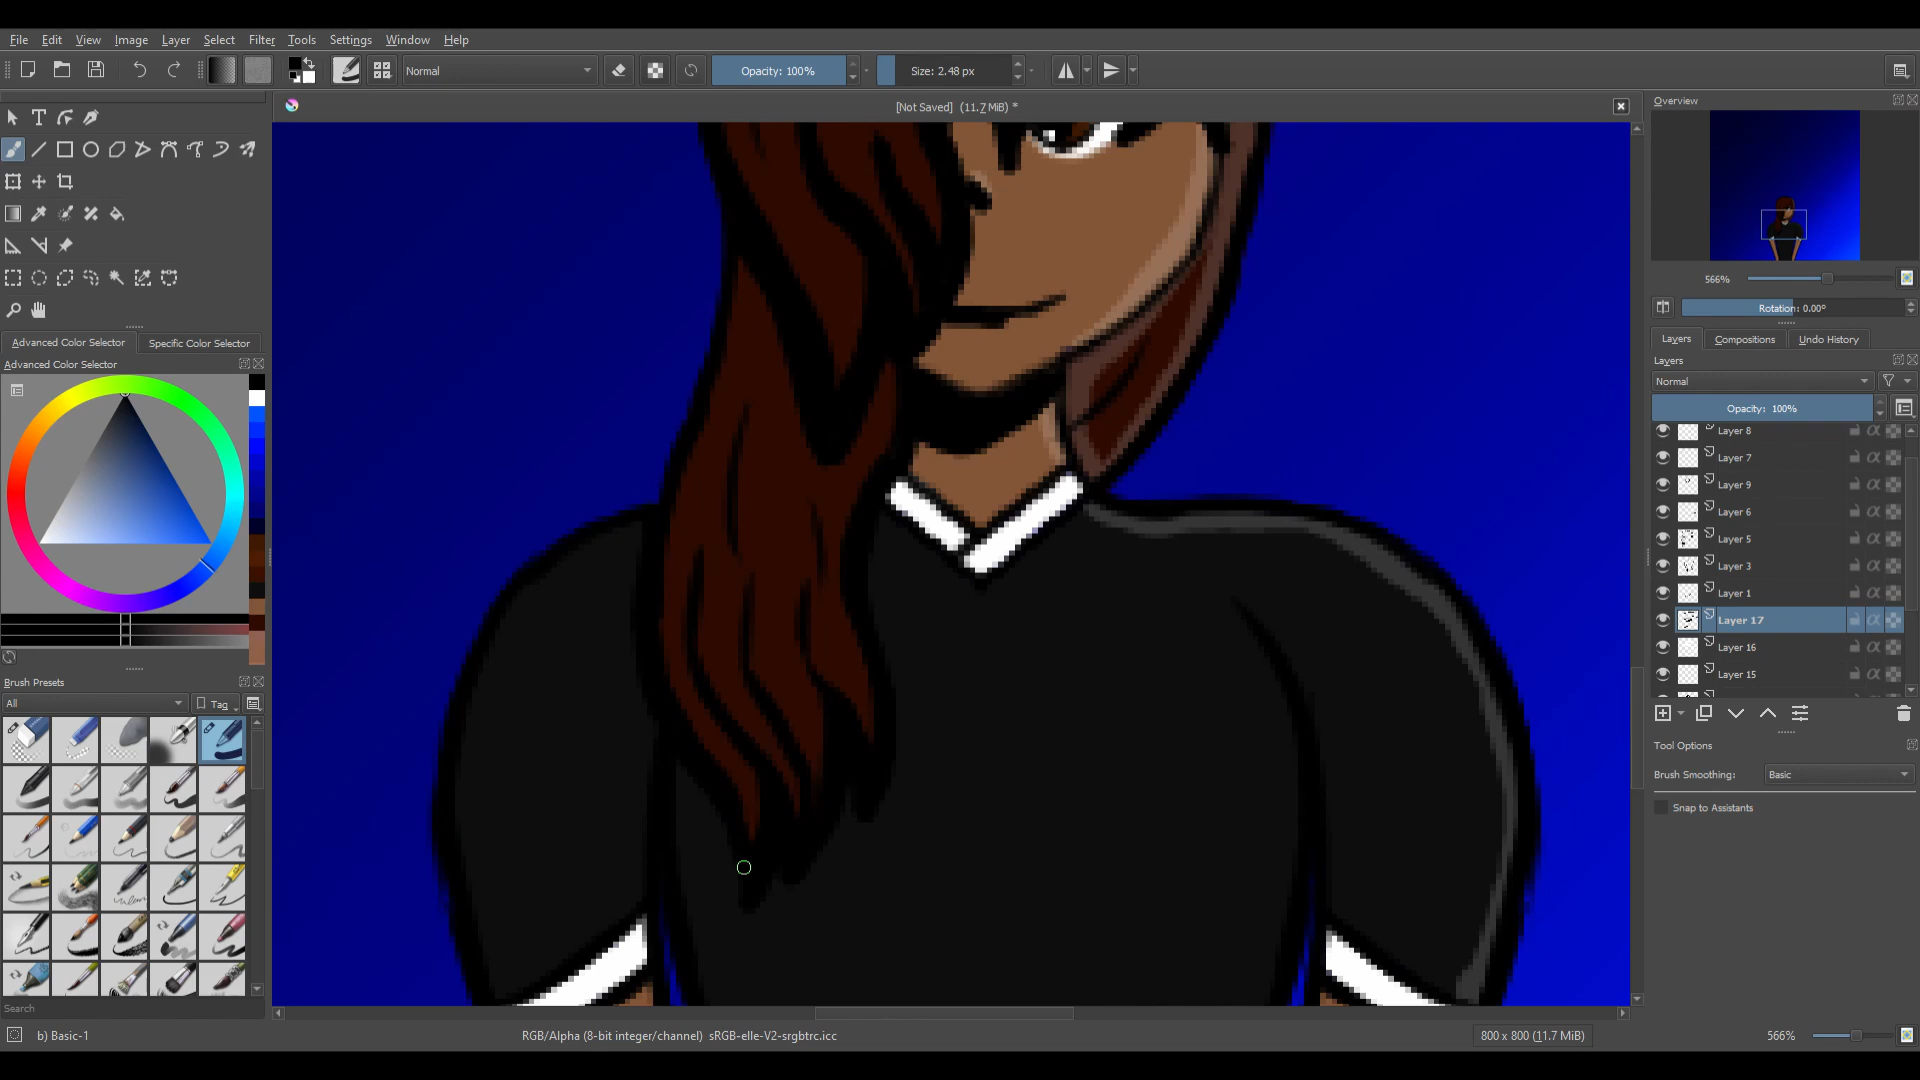 File Edit View Image Layer Select Filter Tools Settings Window Help
Normal Opacity: 100% Size: 2.48 px
[Not Saved] (11.7 MiB) *
Overview
566%
Rotation: 0.00°
Layers Compositions Undo History
Layers
Normal
Opacity: 100%
Layer 8
Layer 7
Layer 9
Layer 6
Layer 5
Layer 3
Layer 1
Layer 17
Layer 16
Layer 15
Tool Options
Brush Smoothing: Basic
Snap to Assistants
Advanced Color Selector Specific Color Selector
Advanced Color Selector
Brush Presets
All Tag
Search
b) Basic-1 RGB/Alpha (8-bit integer/channel) sRGB-elle-V2-srgbtrc.icc 800 x 800 (11.7 MiB) 566%